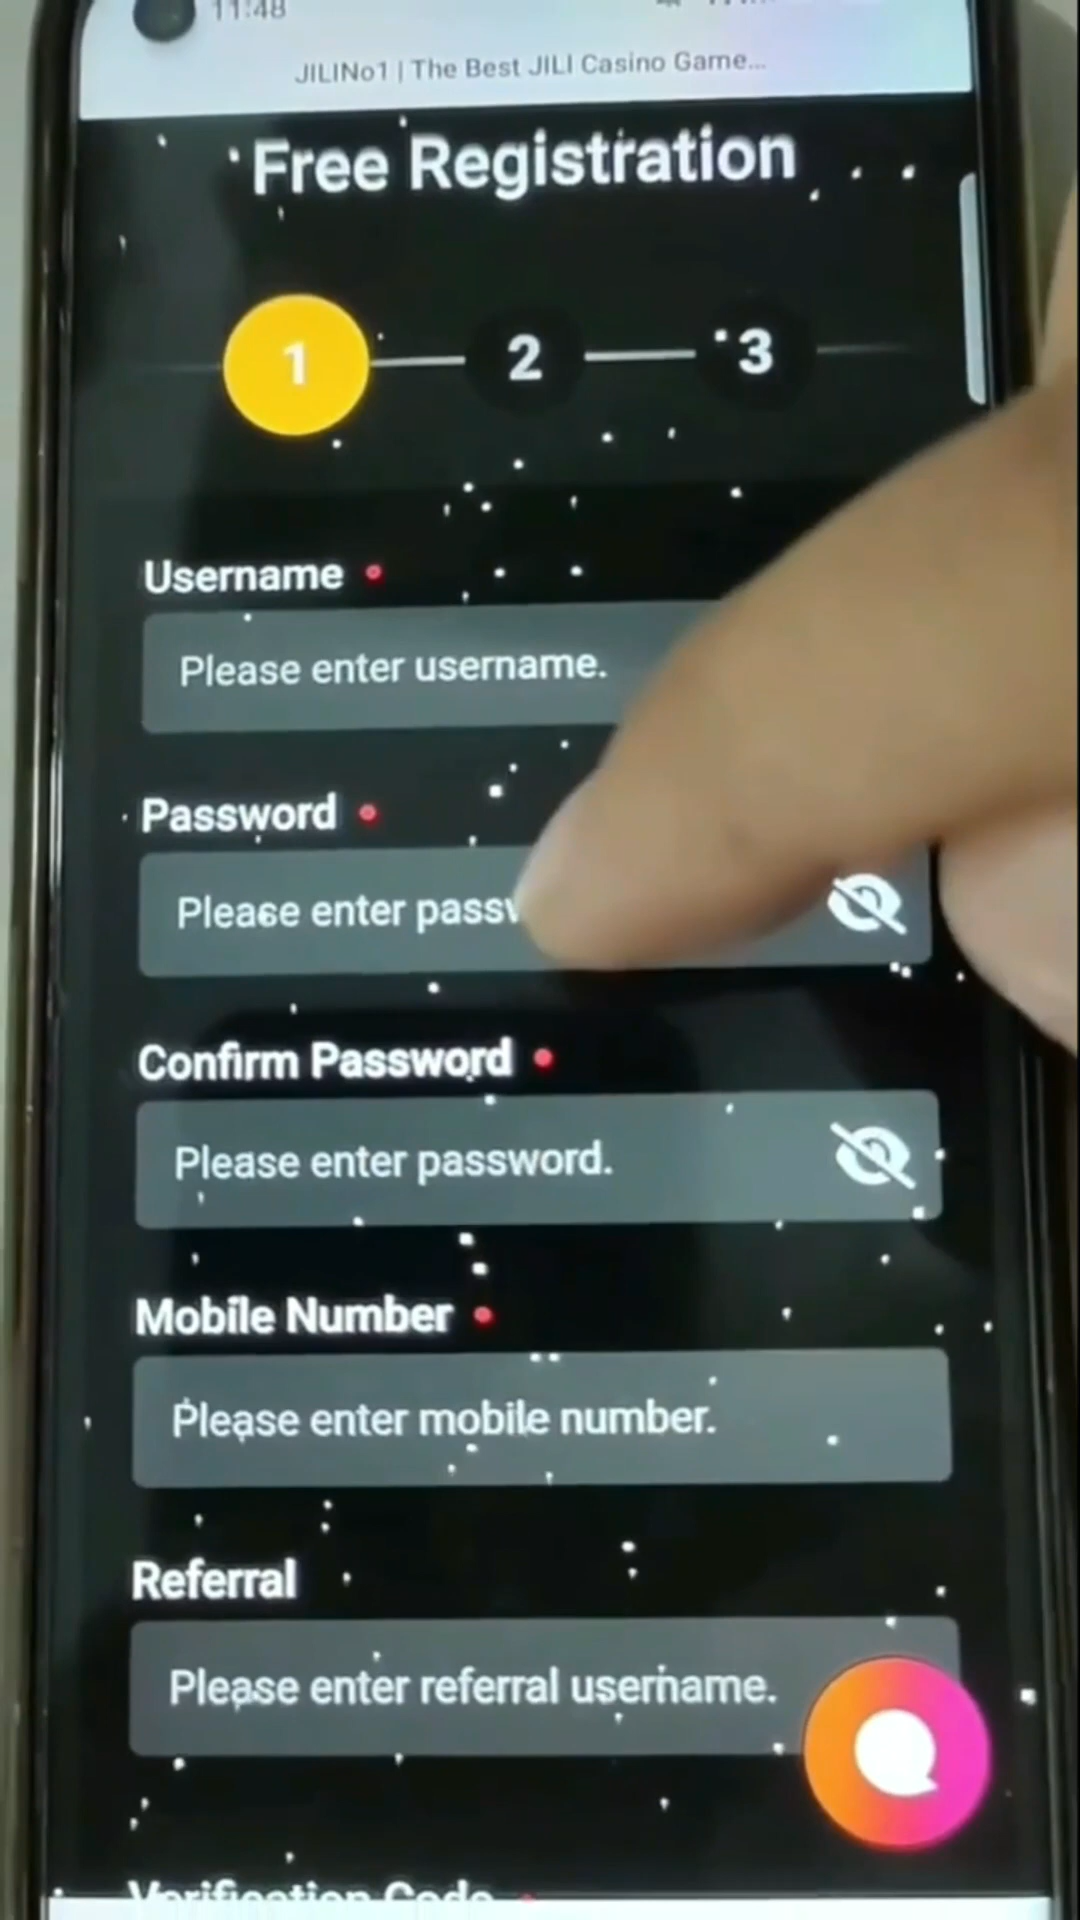 11:48
JILINo1 | The Best JILI Casino Game...
Free Registration
1 2 3
Username
Please enter username.
Password
Please enter passw
Confirm Password
Please enter password.
Mobile Number
Please enter mobile number.
Referral
Please enter referral username.
Verification Code